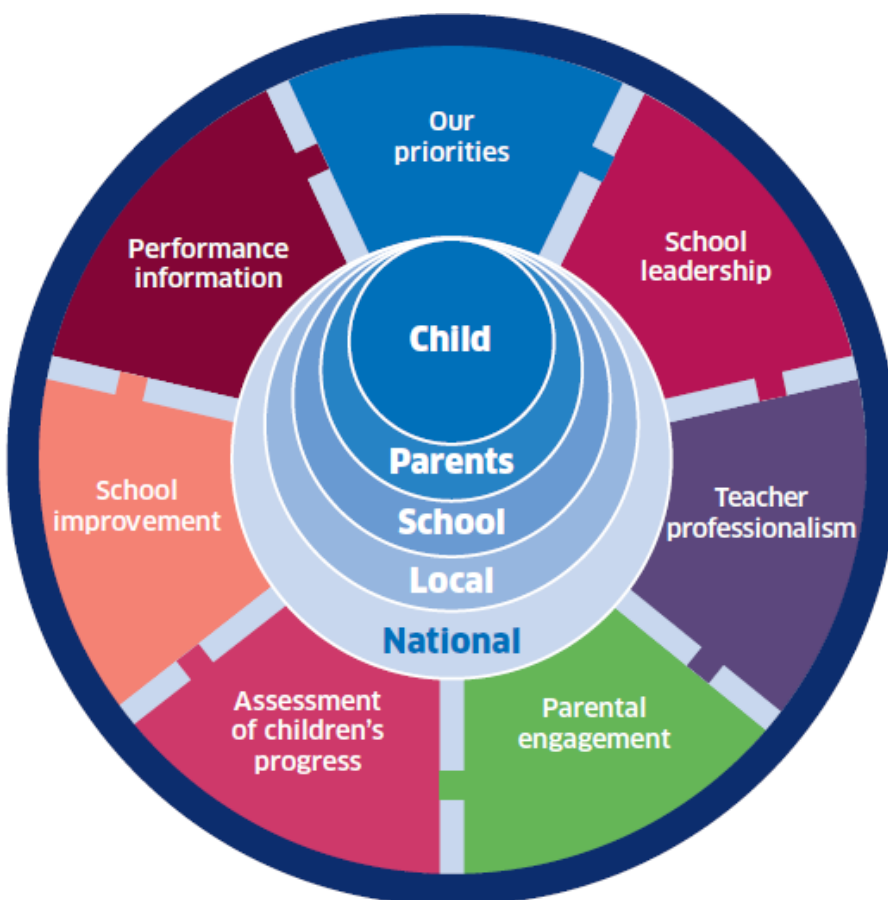 Our
priorities
School
leadership
Teacher
professionalism
Parental
engagement
Assessment
of children’s
progress
School
improvement
Performance
information
Child
Parents
School
Local
National